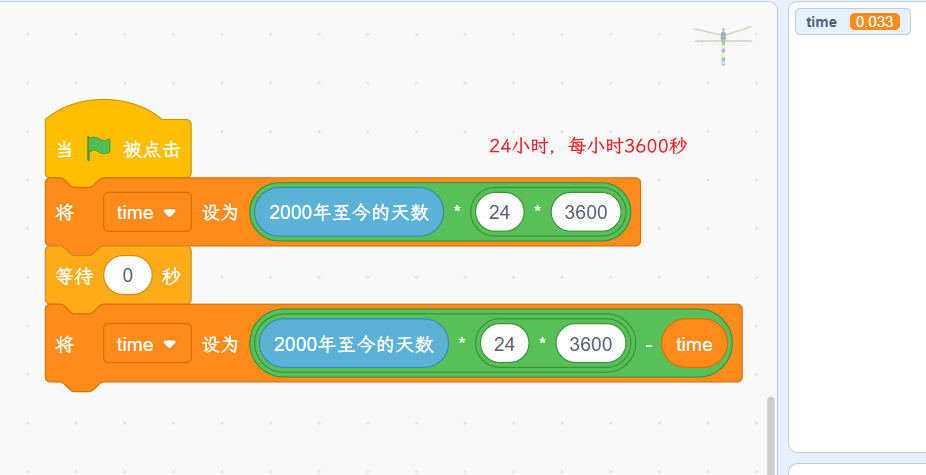 time 0.033
24小时，每小时3600秒
当 被点击
将 time 设为 2000年至今的天数 * 24 * 3600
等待 0 秒
将 time 设为 2000年至今的天数 * 24 * 3600 - time